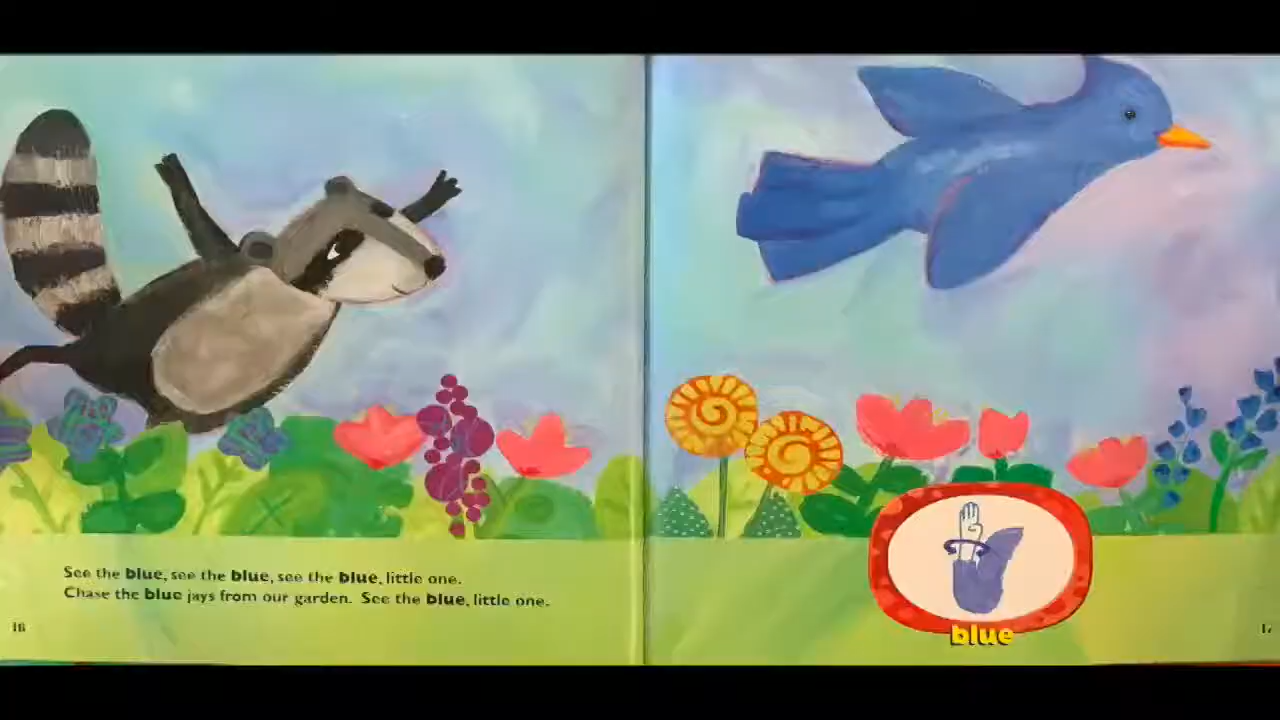 See the blue, see the blue, see the blue, little one.
Chase the blue jays from our garden. See the blue, little one.
16
blue
17